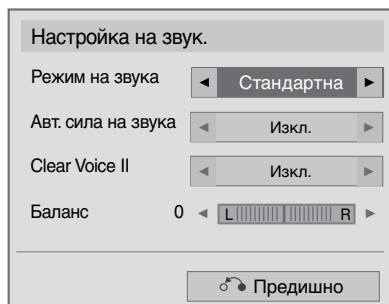 Настройка на звук.
Режим на звука ◄ Стандартна ►
Авт. сила на звука ◄ Изкл. ►
Clear Voice II ◄ Изкл. ►
Баланс 0 ◄ L R ►
Предишно